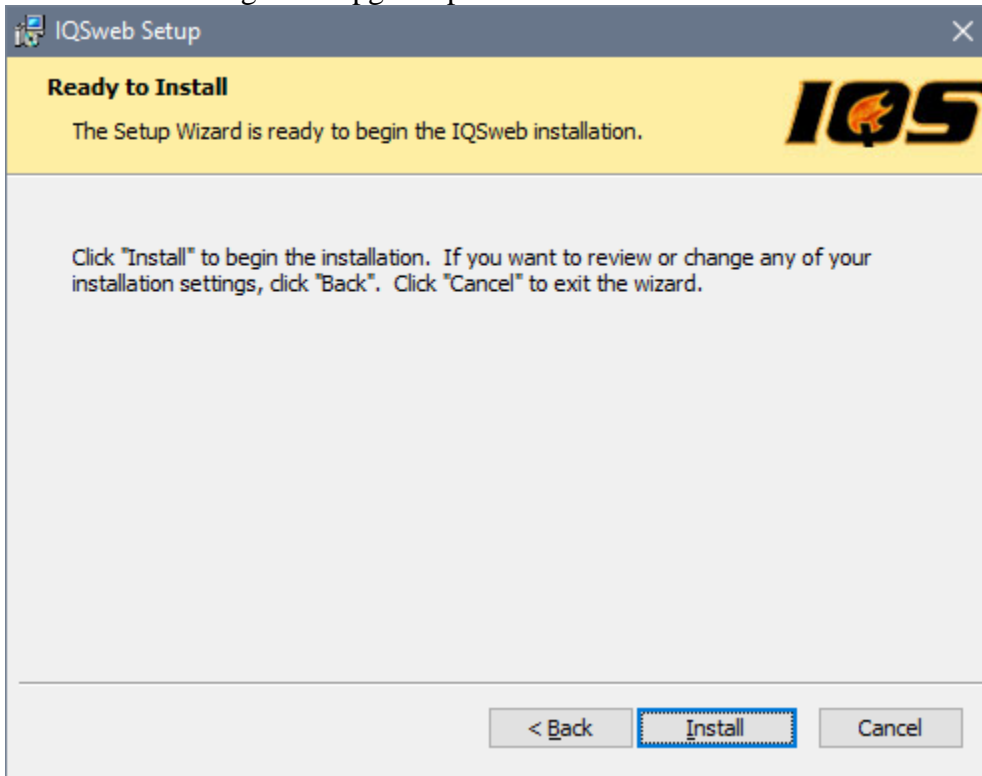 IQSweb Setup
Ready to Install
The Setup Wizard is ready to begin the IQSweb installation.
IQS
Click "Install" to begin the installation.  If you want to review or change any of your
installation settings, click "Back".  Click "Cancel" to exit the wizard.
< Back
Install
Cancel